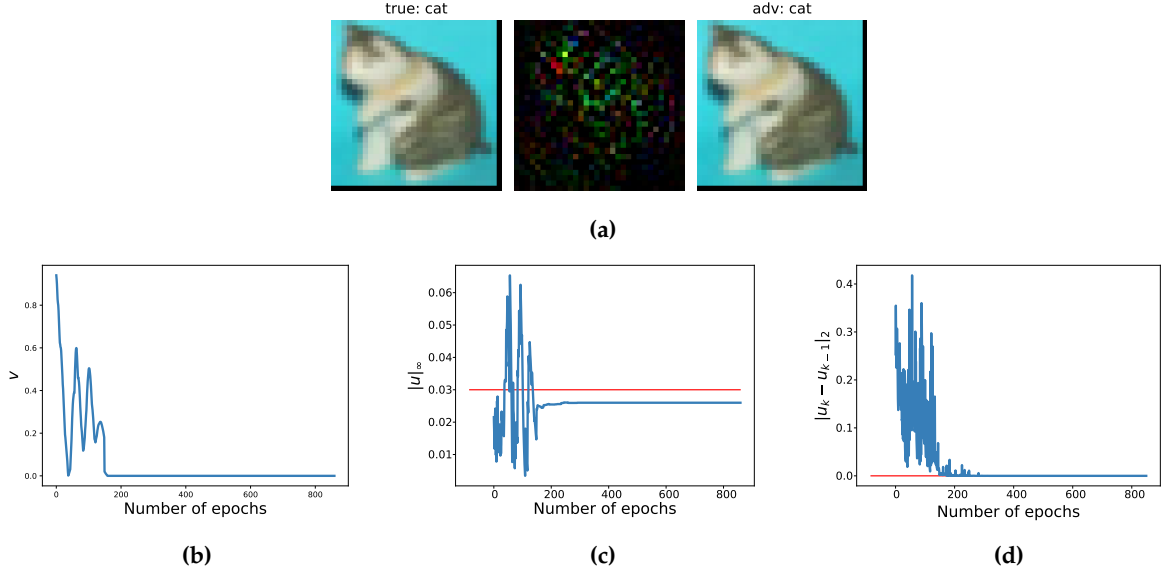 true: cat
adv: cat
(a)
0.8
0.6
0.4
0.2
0.0
v
0
200
400
600
800
Number of epochs
(b)
0.06
0.05
0.04
0.03
0.02
0.01
|u|∞
0
200
400
600
800
Number of epochs
(c)
0.4
0.3
0.2
0.1
0.0
|u_k − u_{k−1}|_2
0
200
400
600
800
Number of epochs
(d)